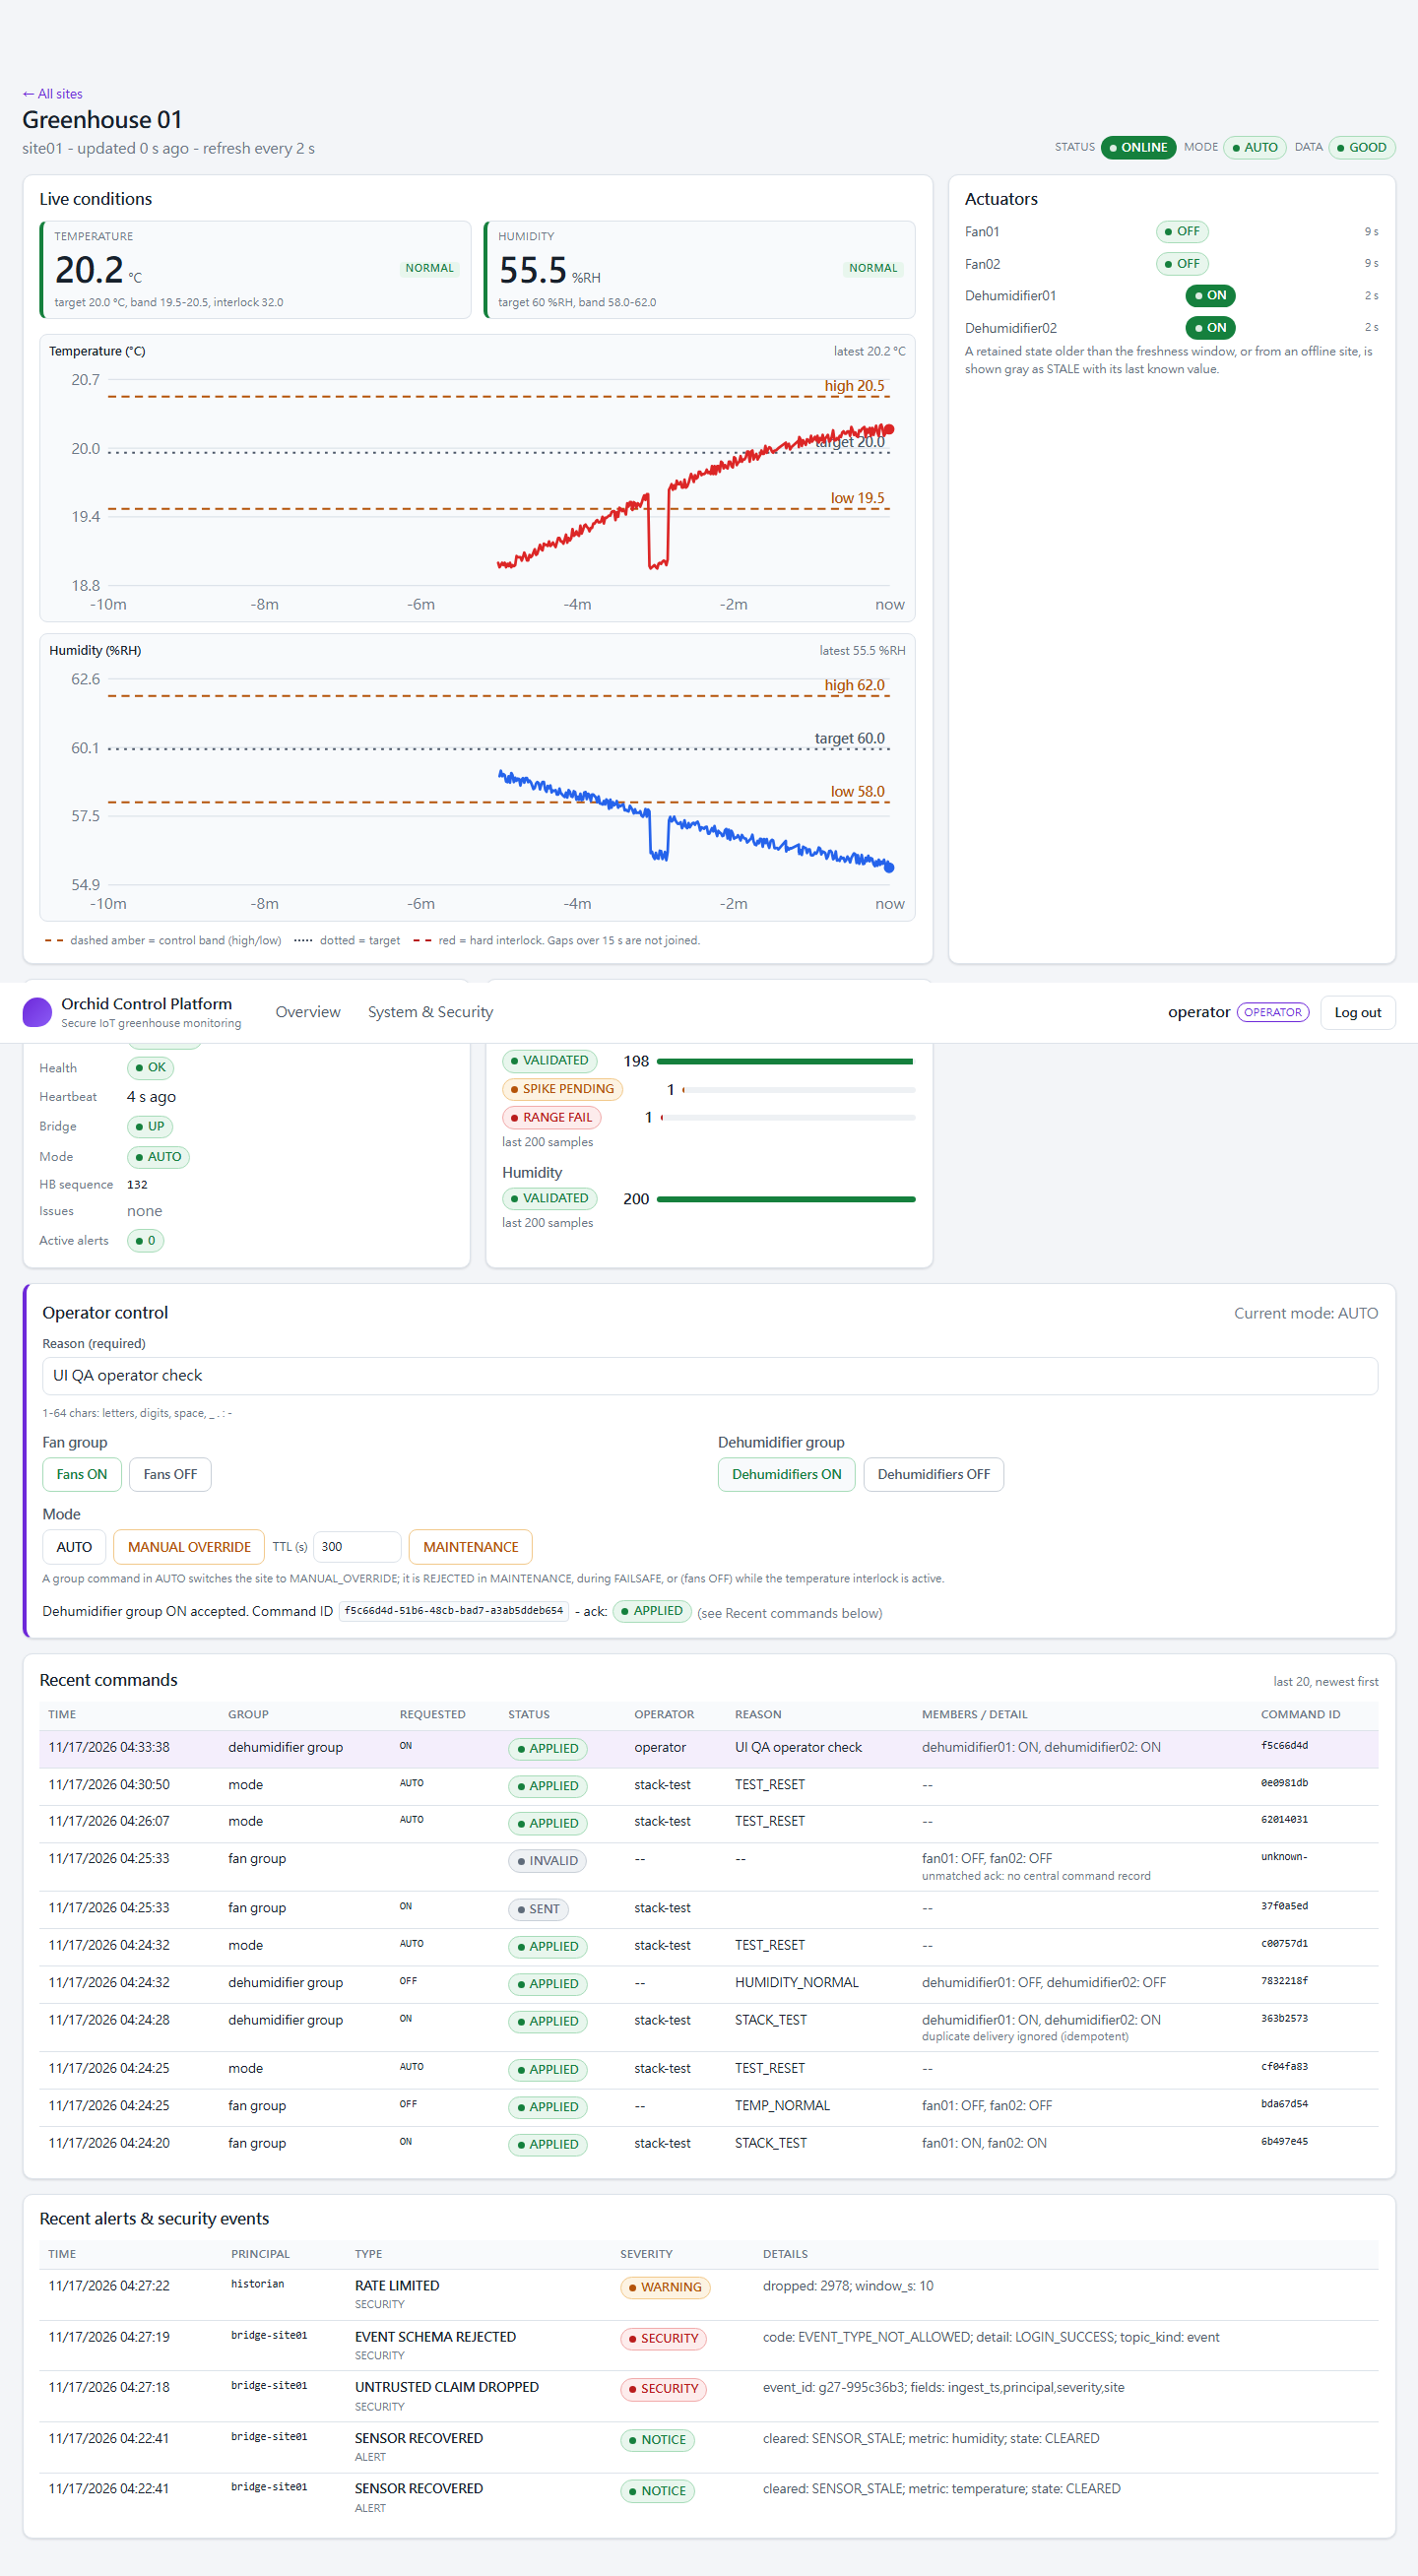 ← All sites
Greenhouse 01
site01 - updated 0 s ago - refresh every 2 s
STATUS ONLINE MODE AUTO DATA GOOD
Live conditions
TEMPERATURE
20.2 °C
NORMAL
target 20.0 °C, band 19.5-20.5, interlock 32.0
HUMIDITY
55.5 %RH
NORMAL
target 60 %RH, band 58.0-62.0
Temperature (°C)
latest 20.2 °C
20.7
high 20.5
20.0
target 20.0
low 19.5
19.4
18.8
-10m -8m -6m -4m -2m now
Humidity (%RH)
latest 55.5 %RH
62.6
high 62.0
60.1
target 60.0
low 58.0
57.5
54.9
-10m -8m -6m -4m -2m now
dashed amber = control band (high/low) dotted = target red = hard interlock. Gaps over 15 s are not joined.
Actuators
Fan01 OFF 9 s
Fan02 OFF 9 s
Dehumidifier01 ON 2 s
Dehumidifier02 ON 2 s
A retained state older than the freshness window, or from an offline site, is
shown gray as STALE with its last known value.
Orchid Control Platform
Secure IoT greenhouse monitoring
Overview System & Security
operator OPERATOR Log out
Health OK
Heartbeat 4 s ago
Bridge UP
Mode AUTO
HB sequence 132
Issues none
Active alerts 0
VALIDATED 198
SPIKE PENDING 1
RANGE FAIL 1
last 200 samples
Humidity
VALIDATED 200
last 200 samples
Operator control
Current mode: AUTO
Reason (required)
UI QA operator check
1-64 chars: letters, digits, space, _ . : -
Fan group
Fans ON Fans OFF
Dehumidifier group
Dehumidifiers ON Dehumidifiers OFF
Mode
AUTO MANUAL OVERRIDE TTL (s) 300 MAINTENANCE
A group command in AUTO switches the site to MANUAL_OVERRIDE; it is REJECTED in MAINTENANCE, during FAILSAFE, or (fans OFF) while the temperature interlock is active.
Dehumidifier group ON accepted. Command ID f5c66d4d-51b6-48cb-bad7-a3ab5ddeb654 - ack: APPLIED (see Recent commands below)
Recent commands
last 20, newest first
TIME GROUP REQUESTED STATUS OPERATOR REASON MEMBERS / DETAIL COMMAND ID
11/17/2026 04:33:38 dehumidifier group ON APPLIED operator UI QA operator check dehumidifier01: ON, dehumidifier02: ON f5c66d4d
11/17/2026 04:30:50 mode AUTO APPLIED stack-test TEST_RESET -- 0e0981db
11/17/2026 04:26:07 mode AUTO APPLIED stack-test TEST_RESET -- 62014031
11/17/2026 04:25:33 fan group INVALID -- -- fan01: OFF, fan02: OFF unknown-
unmatched ack: no central command record
11/17/2026 04:25:33 fan group ON SENT stack-test -- 37f0a5ed
11/17/2026 04:24:32 mode AUTO APPLIED stack-test TEST_RESET -- c00757d1
11/17/2026 04:24:32 dehumidifier group OFF APPLIED -- HUMIDITY_NORMAL dehumidifier01: OFF, dehumidifier02: OFF 7832218f
11/17/2026 04:24:28 dehumidifier group ON APPLIED stack-test STACK_TEST dehumidifier01: ON, dehumidifier02: ON 363b2573
duplicate delivery ignored (idempotent)
11/17/2026 04:24:25 mode AUTO APPLIED stack-test TEST_RESET -- cf04fa83
11/17/2026 04:24:25 fan group OFF APPLIED -- TEMP_NORMAL fan01: OFF, fan02: OFF bda67d54
11/17/2026 04:24:20 fan group ON APPLIED stack-test STACK_TEST fan01: ON, fan02: ON 6b497e45
Recent alerts & security events
TIME PRINCIPAL TYPE SEVERITY DETAILS
11/17/2026 04:27:22 historian RATE LIMITED WARNING dropped: 2978; window_s: 10
SECURITY
11/17/2026 04:27:19 bridge-site01 EVENT SCHEMA REJECTED SECURITY code: EVENT_TYPE_NOT_ALLOWED; detail: LOGIN_SUCCESS; topic_kind: event
SECURITY
11/17/2026 04:27:18 bridge-site01 UNTRUSTED CLAIM DROPPED SECURITY event_id: g27-995c36b3; fields: ingest_ts,principal,severity,site
SECURITY
11/17/2026 04:22:41 bridge-site01 SENSOR RECOVERED NOTICE cleared: SENSOR_STALE; metric: humidity; state: CLEARED
ALERT
11/17/2026 04:22:41 bridge-site01 SENSOR RECOVERED NOTICE cleared: SENSOR_STALE; metric: temperature; state: CLEARED
ALERT